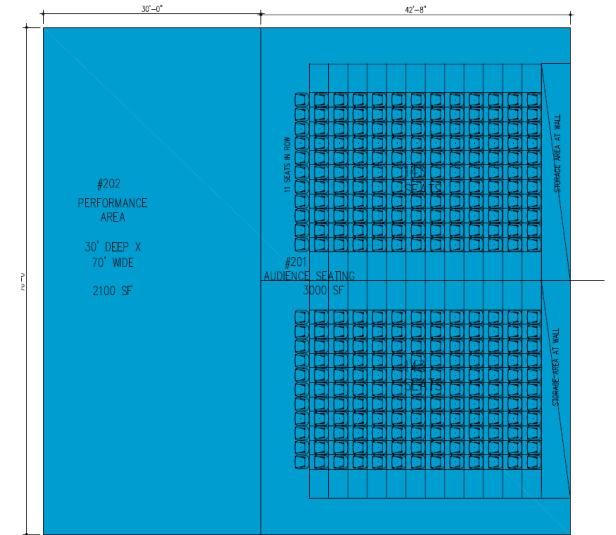 30'-0"
42'-8"
#202
PERFORMANCE
AREA
30' DEEP X
70' WIDE
2100 SF
11 SEATS IN ROW
SEATS
STORAGE AREA AT WALL
#201
AUDIENCE SEATING
3000 SF
SEATS
STORAGE AREA AT WALL